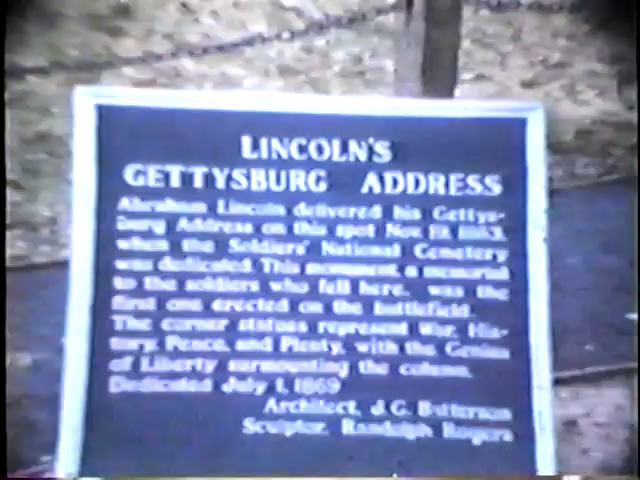 LINCOLN'S
GETTYSBURG ADDRESS
Abraham Lincoln delivered his Gettys-
burg Address on this spot Nov. 19, 1863,
when the Soldiers' National Cemetery
was dedicated. This monument, a memorial
to the soldiers who fell here, was the
first one erected on the battlefield.
The corner statues represent War, His-
tory, Peace, and Plenty, with the Genius
of Liberty surmounting the column.
Dedicated July 1, 1869
Architect, J.G. Batterson
Sculptor, Randolph Rogers